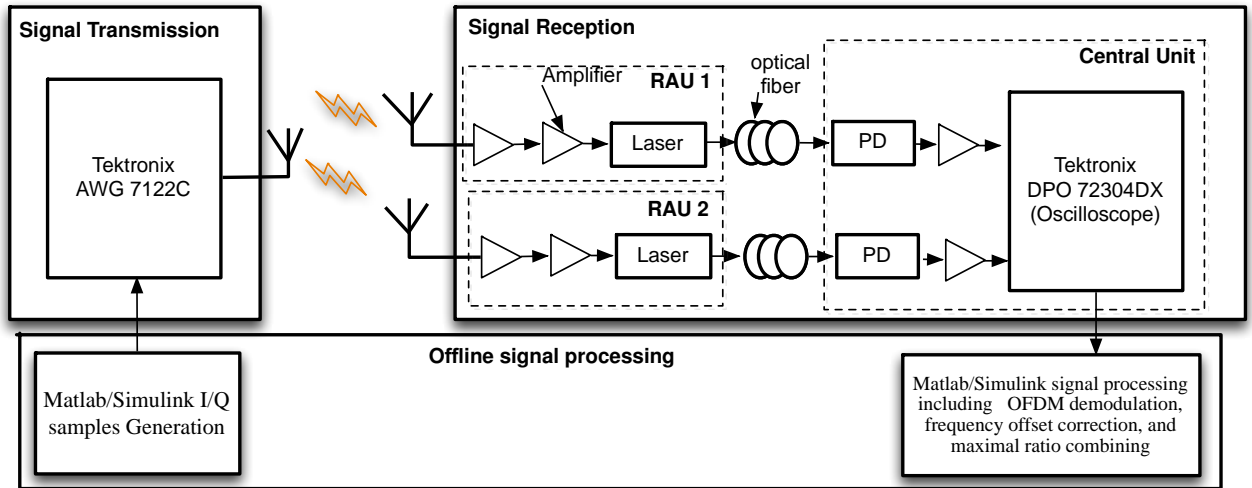 Signal Transmission
Tektronix
AWG 7122C
Signal Reception
RAU 1
Amplifier
Laser
optical
fiber
Central Unit
PD
Tektronix
DPO 72304DX
(Oscilloscope)
RAU 2
Laser
PD
Offline signal processing
Matlab/Simulink I/Q
samples Generation
Matlab/Simulink signal processing
including OFDM demodulation,
frequency offset correction, and
maximal ratio combining